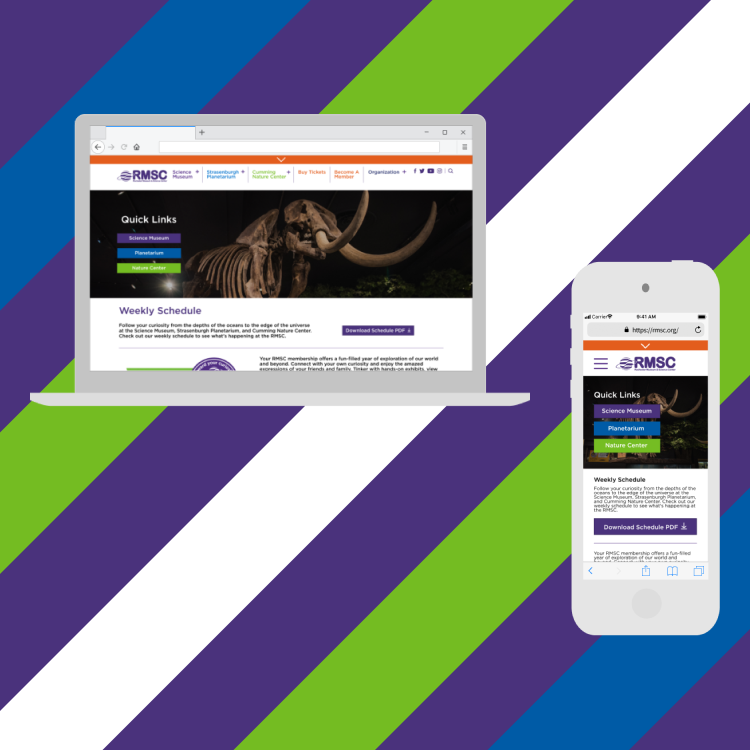 RMSC
Science
Museum
+
Strasenburgh
Planetarium
+
Cumming
Nature Center
+
Buy Tickets
Become A
Member
Organization +
Quick Links
Science Museum
Planetarium
Nature Center
Weekly Schedule
Follow your curiosity from the depths of the oceans to the edge of the universe
at the Science Museum, Strasenburgh Planetarium, and Cumming Nature Center.
Check out our weekly schedule to see what's happening at the RMSC.
Download Schedule PDF
Your RMSC membership offers a fun-filled year of exploration of our world
and beyond. Connect with your own curiosity and enjoy the amazing
expressions of your friends and family. Tinker with hands-on exhibits, view
Carrier
9:41 AM
https://rmsc.org/
RMSC
Quick Links
Science Museum
Planetarium
Nature Center
Weekly Schedule
Follow your curiosity from the depths of the
oceans to the edge of the universe at the
Science Museum, Strasenburgh Planetarium,
and Cumming Nature Center. Check out our
weekly schedule to see what's happening at
the RMSC.
Download Schedule PDF
Your RMSC membership offers a fun-filled
year of exploration of our world and